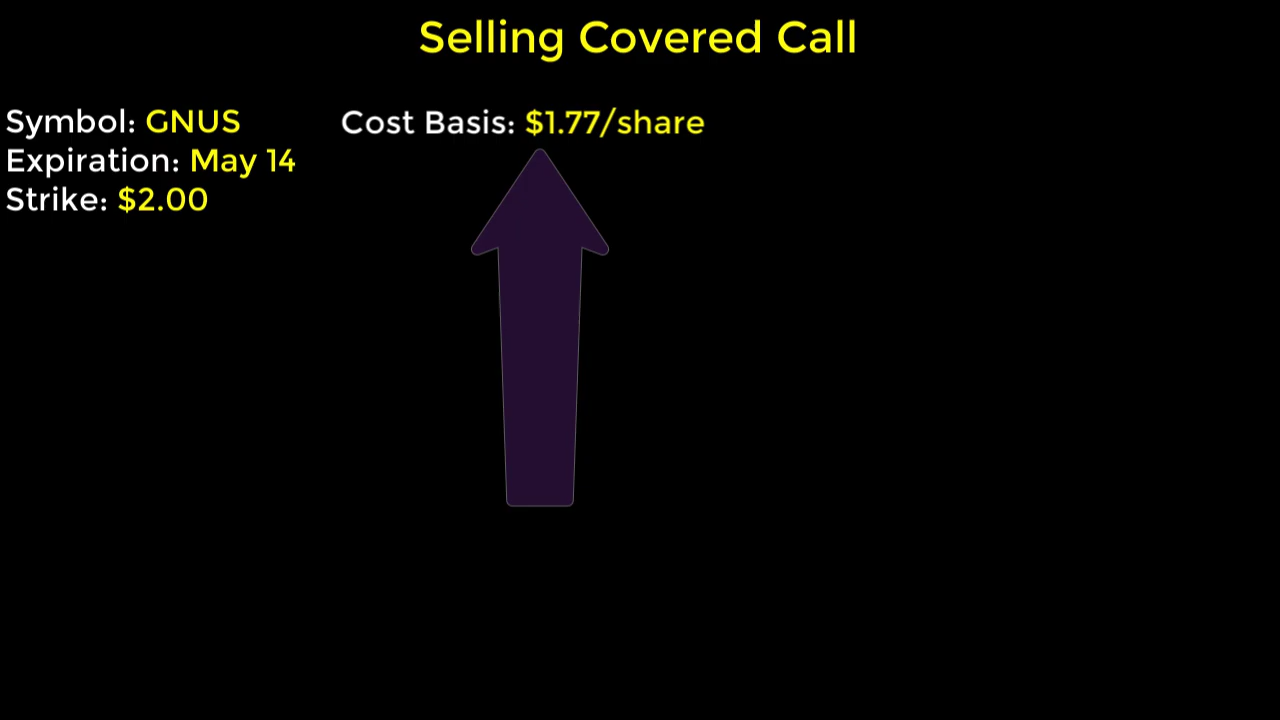 Selling Covered Call
Symbol: GNUS
Cost Basis: $1.77/share
Expiration: May 14
Strike: $2.00